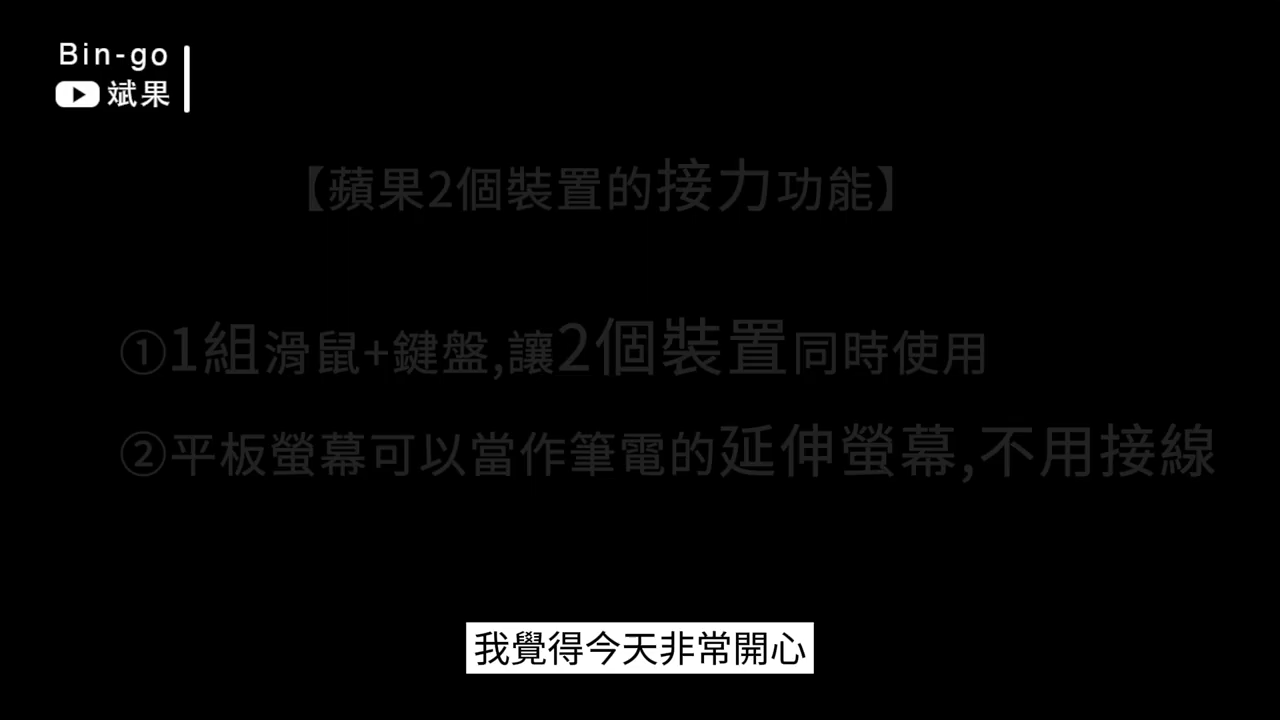 Bin-go
斌果
【蘋果2個裝置的接力功能】
①1組滑鼠+鍵盤,讓2個裝置同時使用
②平板螢幕可以當作筆電的延伸螢幕,不用接線
我覺得今天非常開心